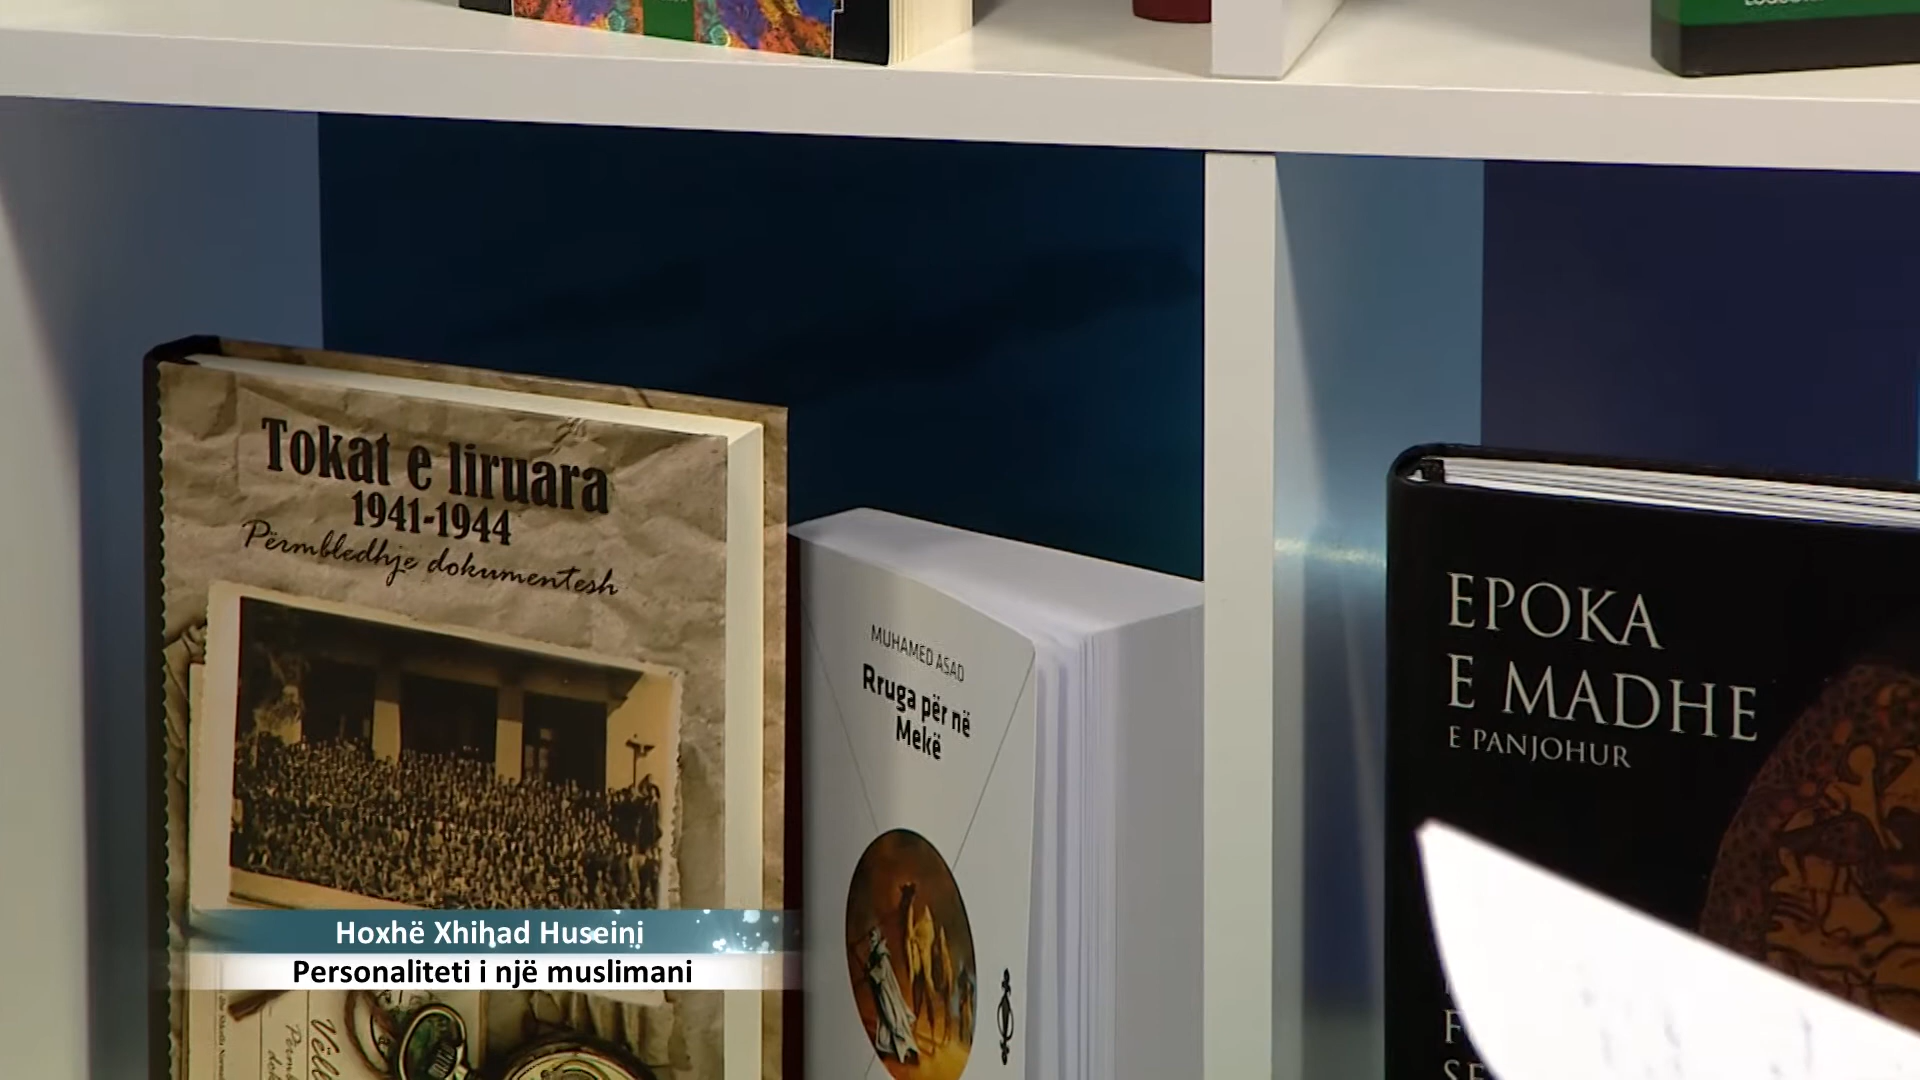 Tokat e liruara
1941-1944
Përmbledhje dokumentesh
MUHAMED ASAD
Rruga për në
Mekë
EPOKA
E MADHE
E PANJOHUR
Hoxhë Xhihad Huseini
Personaliteti i një muslimani